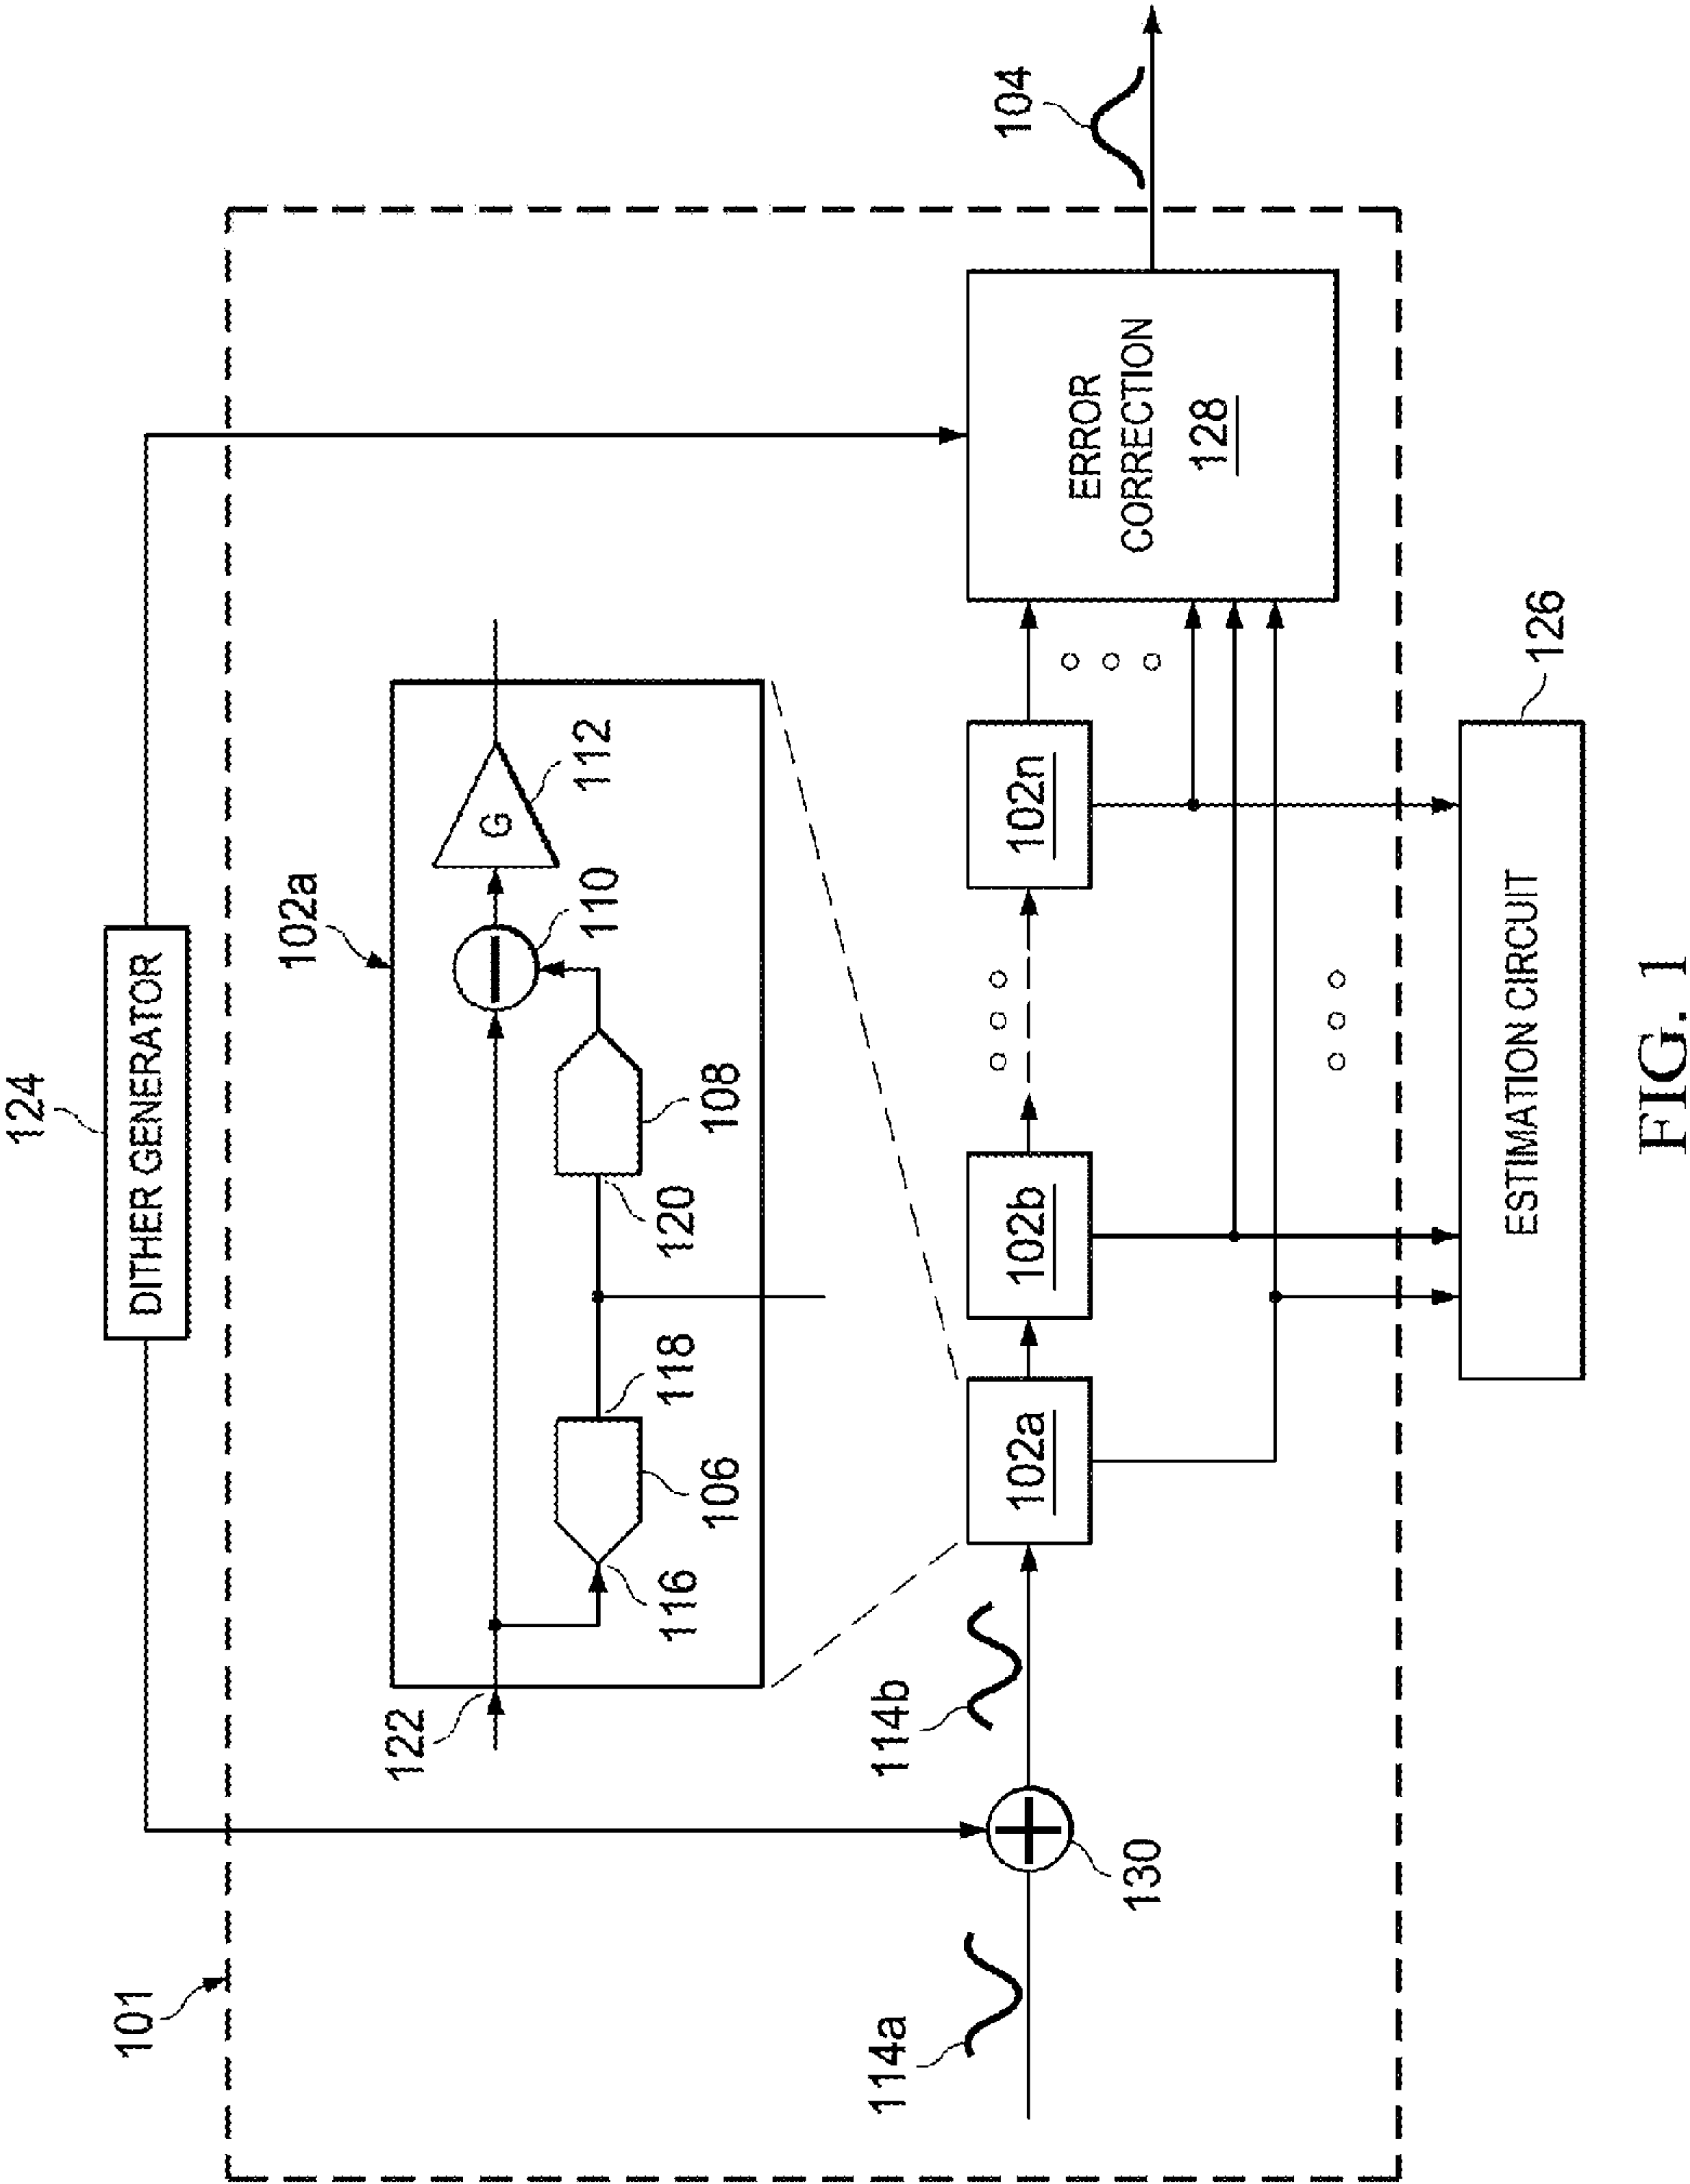 124
DITHER GENERATOR
101
102a
122
G
112
110
116
106
118
120
108
104
114a
114b
130
102a
102b
102n
ERROR
CORRECTION
128
126
ESTIMATION CIRCUIT
FIG. 1